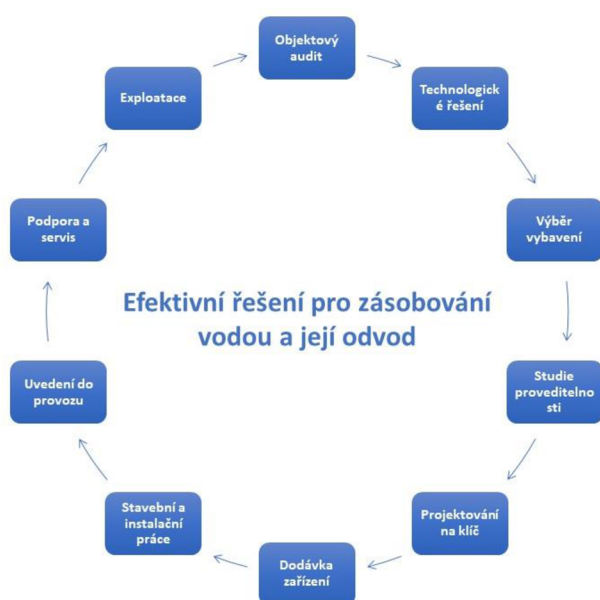 Objektový
audit
Technologick
é řešení
Výběr
vybavení
Studie
proveditelno
sti
Projektování
na klíč
Dodávka
zařízení
Stavební a
instalační
práce
Uvedení do
provozu
Podpora a
servis
Exploatace
Efektivní řešení pro zásobování
vodou a její odvod